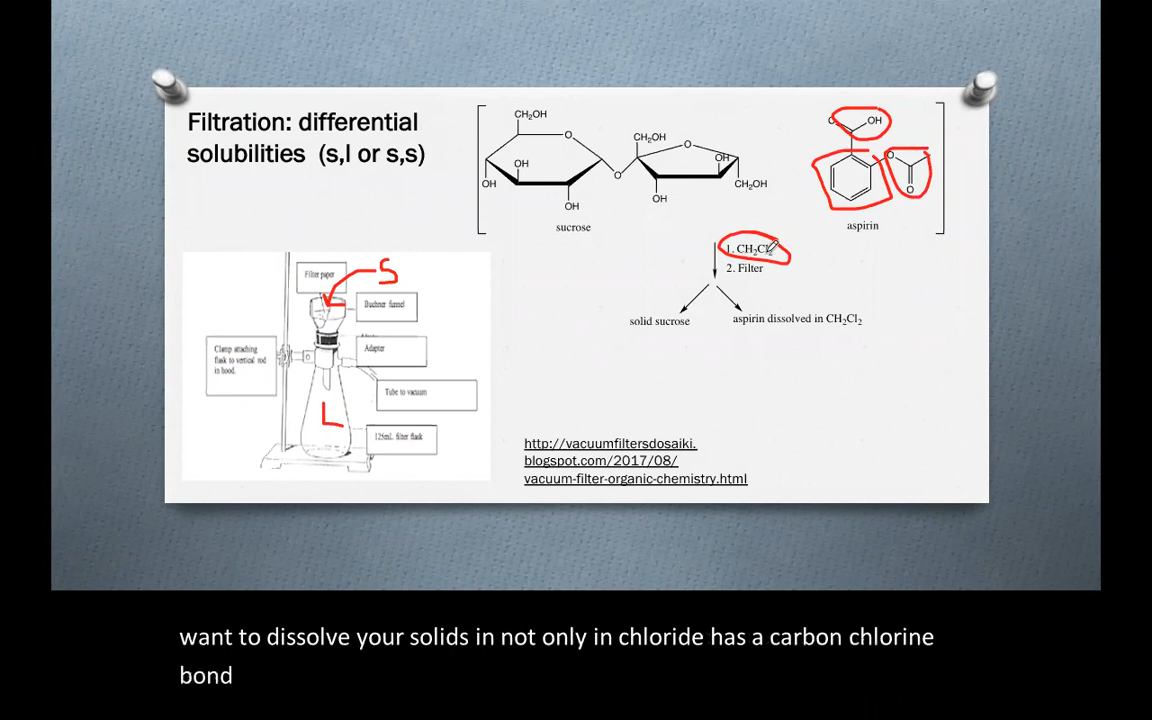 Filtration: differential
solubilities (s,l or s,s)
CH2OH
O
OH
OH
OH
O
CH2OH
O
OH
OH
CH2OH
sucrose
O
OH
O
O
aspirin
1. CH2Cl2
2. Filter
solid sucrose
aspirin dissolved in CH2Cl2
Filter paper
S
Buchner funnel
Clamp attaching
flask to vertical rod
in hood.
Adapter
Tube to vacuum
L
125mL filter flask
http://vacuumfiltersdosaiki.
blogspot.com/2017/08/
vacuum-filter-organic-chemistry.html
want to dissolve your solids in not only in chloride has a carbon chlorine
bond